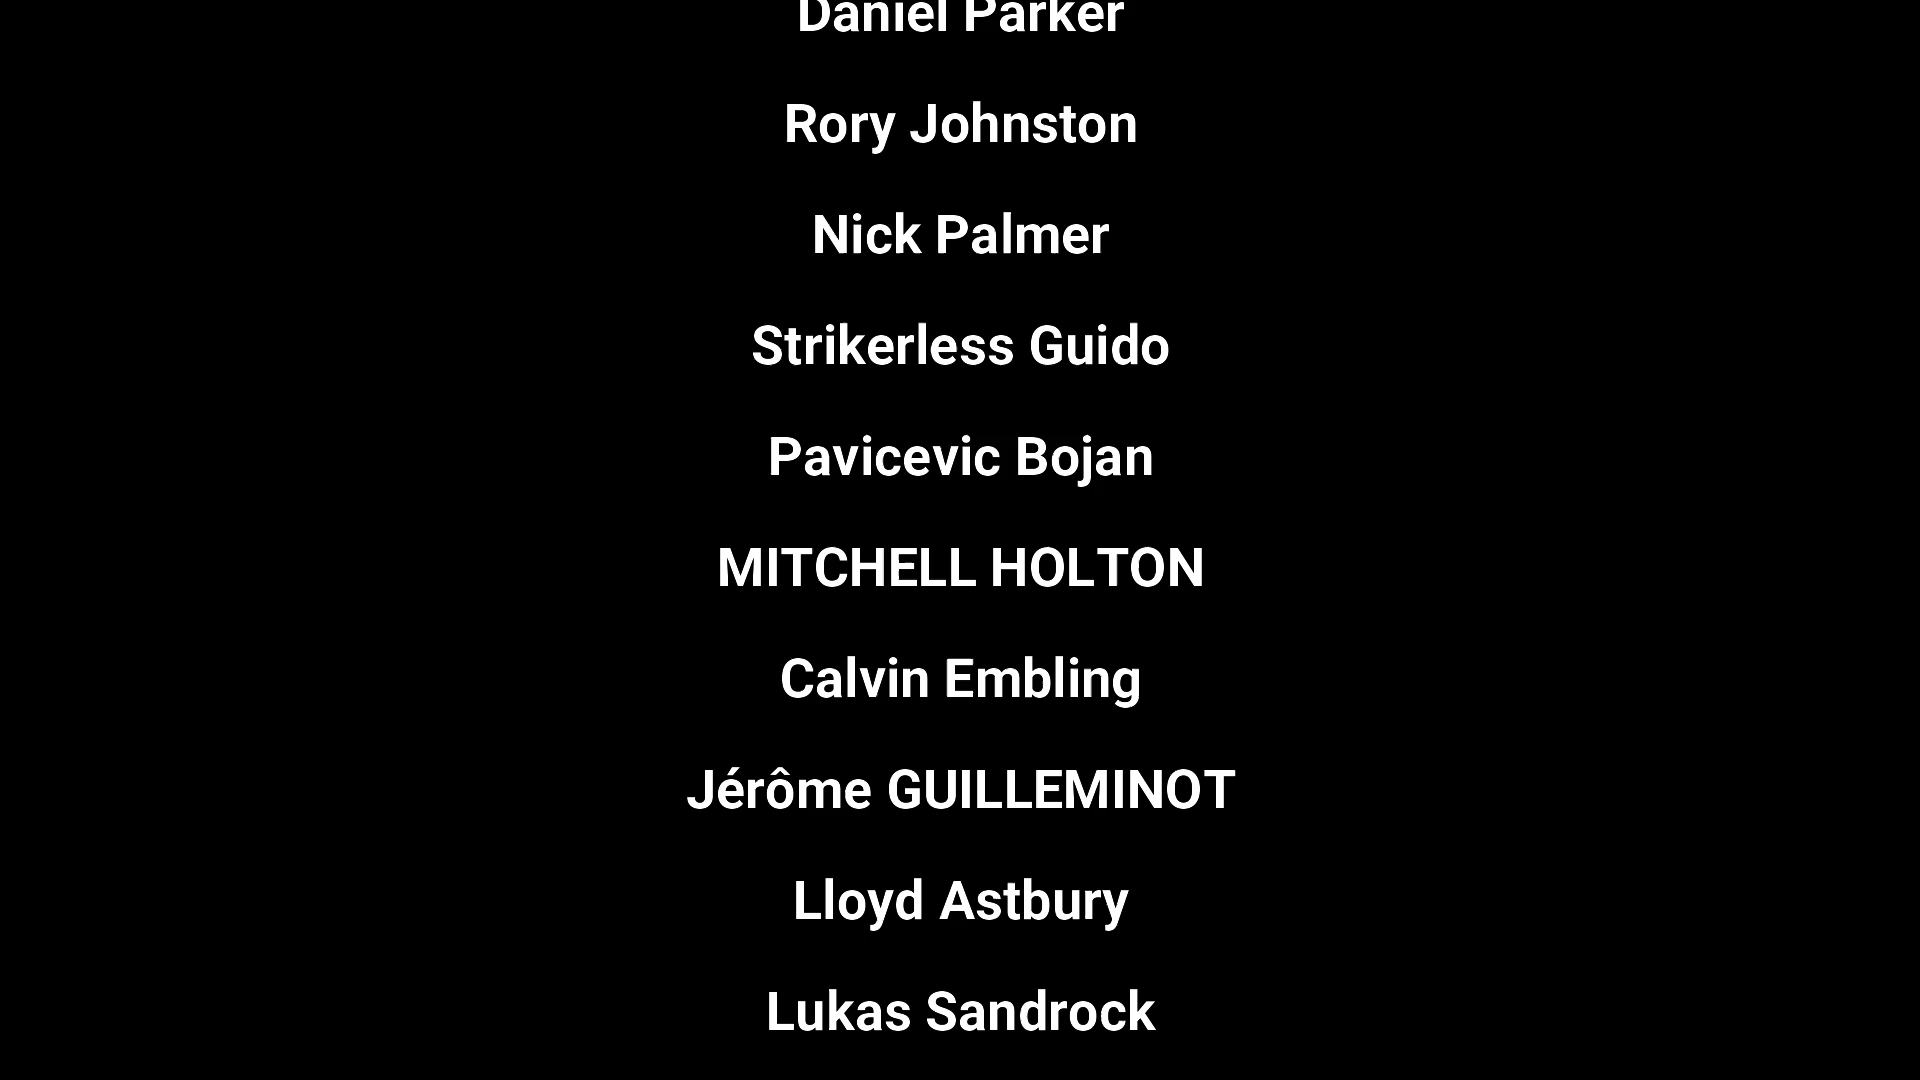 Daniel Parker
Rory Johnston
Nick Palmer
Strikerless Guido
Pavicevic Bojan
MITCHELL HOLTON
Calvin Embling
Jérôme GUILLEMINOT
Lloyd Astbury
Lukas Sandrock